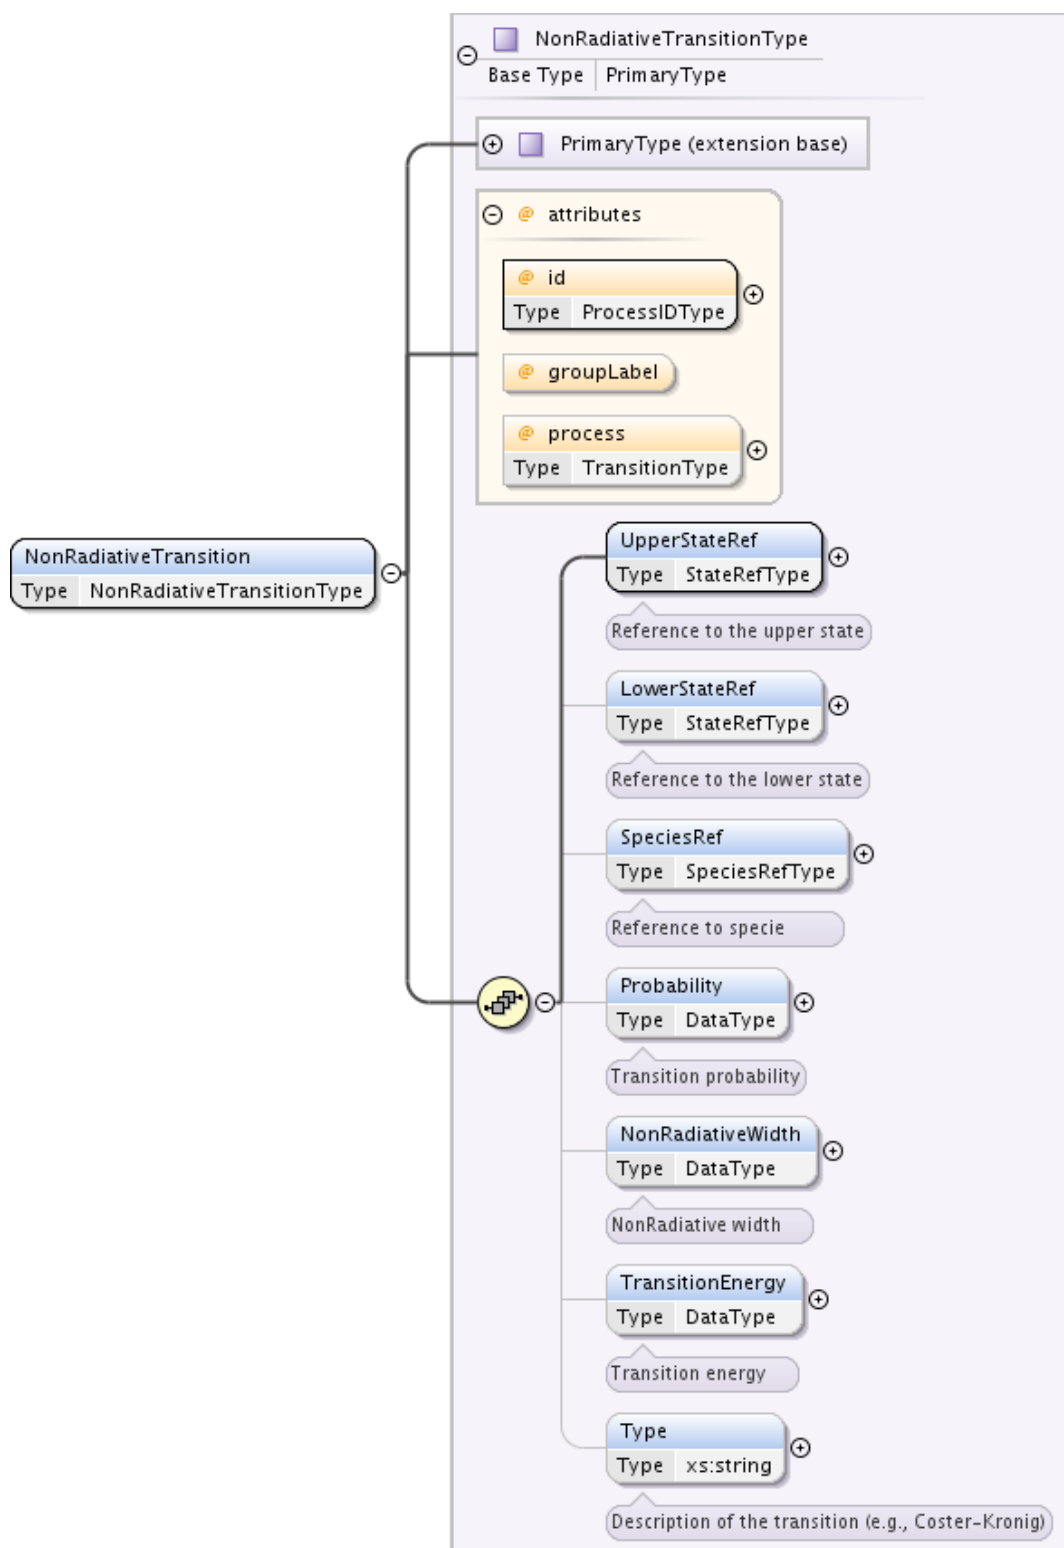 NonRadiativeTransitionType
Base Type PrimaryType
PrimaryType (extension base)
@ attributes
@ id
Type ProcessIDType
@ groupLabel
@ process
Type TransitionType
NonRadiativeTransition
Type NonRadiativeTransitionType
UpperStateRef
Type StateRefType
Reference to the upper state
LowerStateRef
Type StateRefType
Reference to the lower state
SpeciesRef
Type SpeciesRefType
Reference to specie
Probability
Type DataType
Transition probability
NonRadiativeWidth
Type DataType
NonRadiative width
TransitionEnergy
Type DataType
Transition energy
Type
Type xs:string
Description of the transition (e.g., Coster-Kronig)